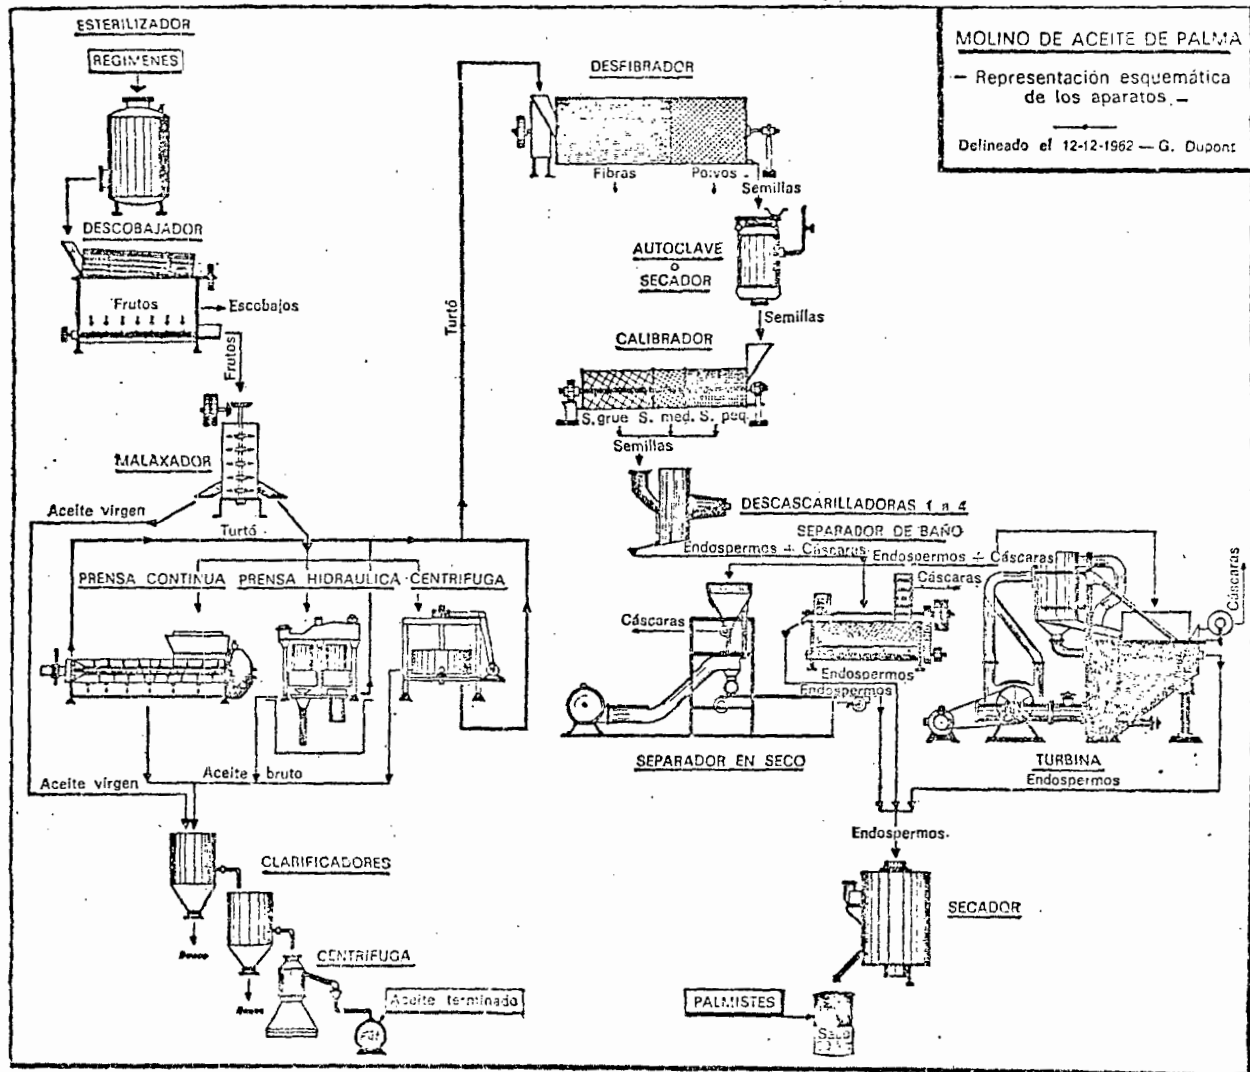 ESTERILIZADOR
REGIMENES
DESCOBAJADOR
Frutos
Escobajos
Frutos
MALAXADOR
Aceite virgen
Turtó
PRENSA CONTINUA
PRENSA HIDRAULICA
CENTRIFUGA
Aceite bruto
Aceite virgen
CLARIFICADORES
CENTRIFUGA
Aceite terminado
Turtó
DESFIBRADOR
Fibras
Polvos
Semillas
AUTOCLAVE
o
SECADOR
Semillas
CALIBRADOR
S. grue S. med. S. peq.
Semillas
DESCASCARILLADORAS 1 a 4
SEPARADOR DE BAÑO
Endospermos + Cáscaras
Endospermos + Cáscaras
Cáscaras
Cáscaras
Cáscaras
Endospermos
Endospermos
SEPARADOR EN SECO
TURBINA
Endospermos
Endospermos.
SECADOR
PALMISTES
Saco
MOLINO DE ACEITE DE PALMA
— Representación esquemática
de los aparatos. —
Delineado el 12-12-1962 — G. Dupont